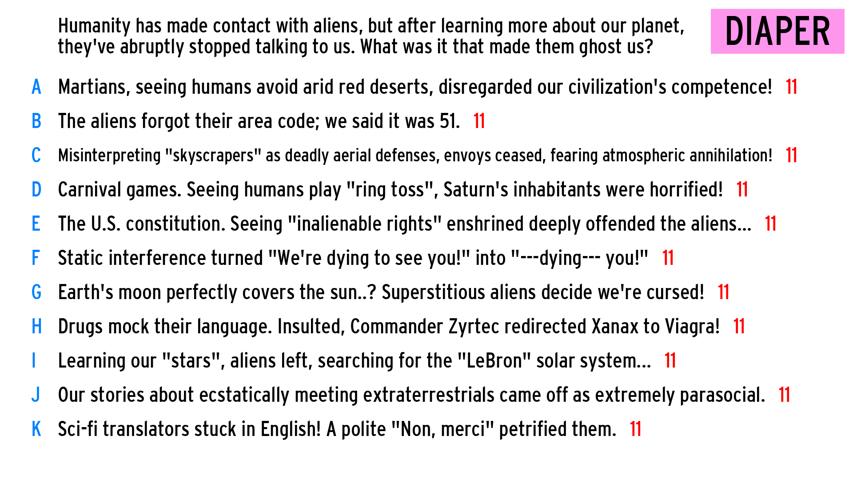 Humanity has made contact with aliens, but after learning more about our planet,
they've abruptly stopped talking to us. What was it that made them ghost us?
DIAPER
A Martians, seeing humans avoid arid red deserts, disregarded our civilization's competence! 11
B The aliens forgot their area code; we said it was 51. 11
C Misinterpreting "skyscrapers" as deadly aerial defenses, envoys ceased, fearing atmospheric annihilation! 11
D Carnival games. Seeing humans play "ring toss", Saturn's inhabitants were horrified! 11
E The U.S. constitution. Seeing "inalienable rights" enshrined deeply offended the aliens... 11
F Static interference turned "We're dying to see you!" into "---dying--- you!" 11
G Earth's moon perfectly covers the sun..? Superstitious aliens decide we're cursed! 11
H Drugs mock their language. Insulted, Commander Zyrtec redirected Xanax to Viagra! 11
I Learning our "stars", aliens left, searching for the "LeBron" solar system... 11
J Our stories about ecstatically meeting extraterrestrials came off as extremely parasocial. 11
K Sci-fi translators stuck in English! A polite "Non, merci" petrified them. 11